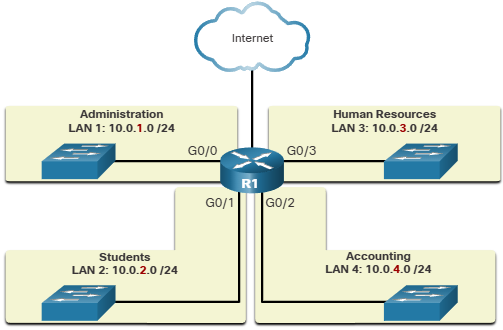 Internet
Administration
LAN 1: 10.0.1.0 /24
Human Resources
LAN 3: 10.0.3.0 /24
G0/0
G0/3
R1
G0/1
G0/2
Students
LAN 2: 10.0.2.0 /24
Accounting
LAN 4: 10.0.4.0 /24